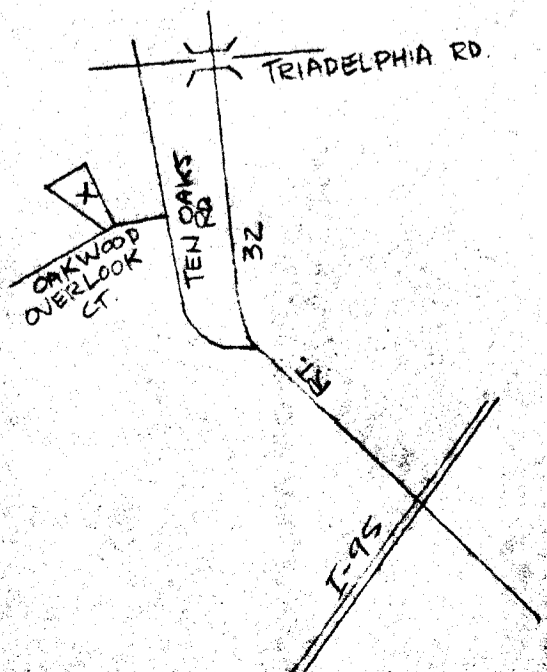 TRIADELPHIA RD.
X
TEN OAKS
RD
32
OAKWOOD
OVERLOOK
CT.
RT.
I-95